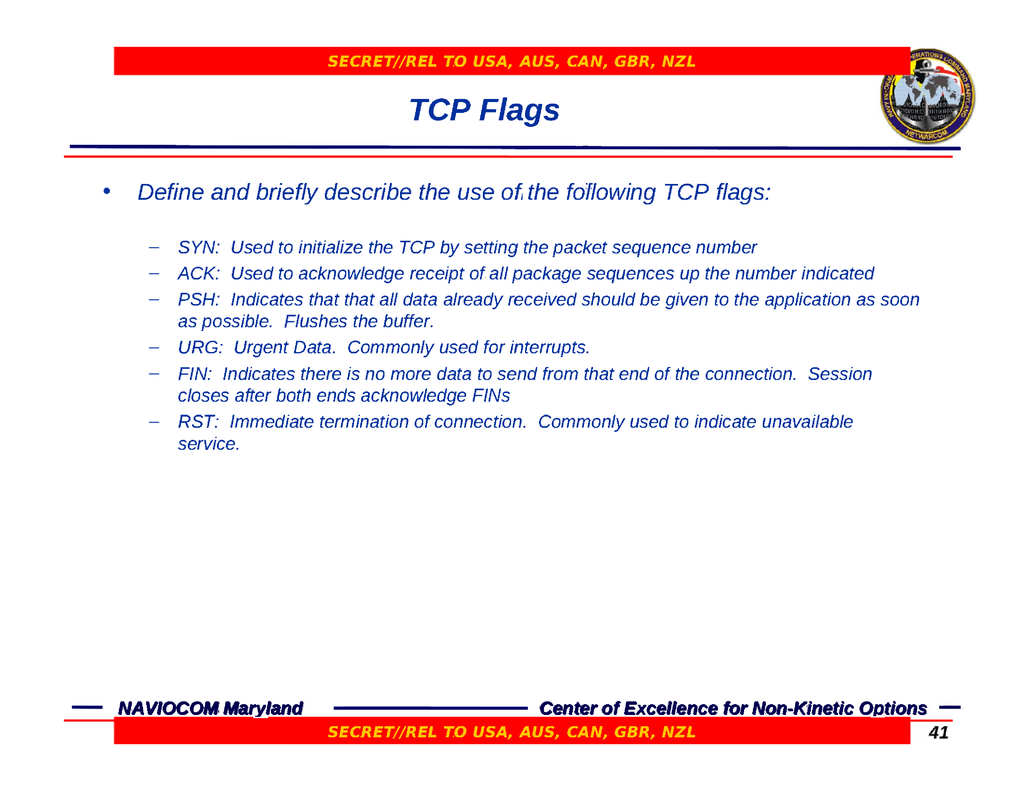 SECRET//REL TO USA, AUS, CAN, GBR, NZL
TCP Flags
• Define and briefly describe the use of the following TCP flags:
– SYN: Used to initialize the TCP by setting the packet sequence number
– ACK: Used to acknowledge receipt of all package sequences up the number indicated
– PSH: Indicates that that all data already received should be given to the application as soon
as possible. Flushes the buffer.
– URG: Urgent Data. Commonly used for interrupts.
– FIN: Indicates there is no more data to send from that end of the connection. Session
closes after both ends acknowledge FINs
– RST: Immediate termination of connection. Commonly used to indicate unavailable
service.
NAVIOCOM Maryland
Center of Excellence for Non-Kinetic Options
SECRET//REL TO USA, AUS, CAN, GBR, NZL
41
NETWARCOM